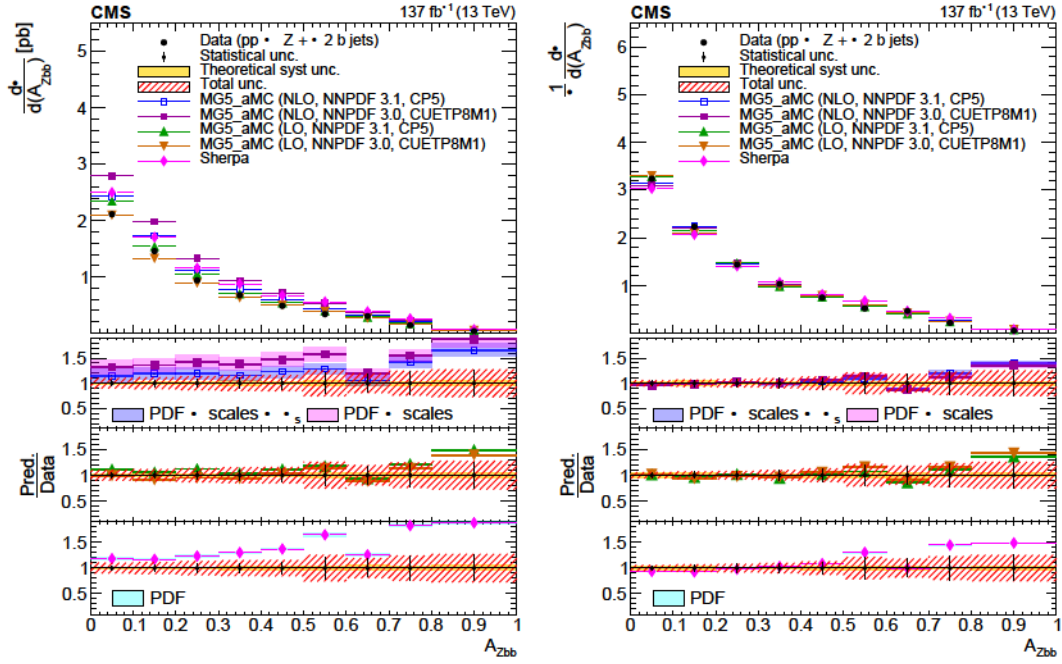 CMS 137 fb•1 (13 TeV)
d• / d(A_Zbb) [pb]
5
4
3
2
1
Data (pp • Z + • 2 b jets)
Statistical unc.
Theoretical syst unc.
Total unc.
MG5_aMC (NLO, NNPDF 3.1, CP5)
MG5_aMC (NLO, NNPDF 3.0, CUETP8M1)
MG5_aMC (LO, NNPDF 3.1, CP5)
MG5_aMC (LO, NNPDF 3.0, CUETP8M1)
Sherpa
1.5
1
0.5
PDF • scales • •s PDF • scales
Pred.
Data
1.5
1
0.5
1.5
1
0.5
PDF
0 0.1 0.2 0.3 0.4 0.5 0.6 0.7 0.8 0.9 1
A_Zbb
CMS 137 fb•1 (13 TeV)
1 / • d• / d(A_Zbb)
6
5
4
3
2
1
Data (pp • Z + • 2 b jets)
Statistical unc.
Theoretical syst unc.
Total unc.
MG5_aMC (NLO, NNPDF 3.1, CP5)
MG5_aMC (NLO, NNPDF 3.0, CUETP8M1)
MG5_aMC (LO, NNPDF 3.1, CP5)
MG5_aMC (LO, NNPDF 3.0, CUETP8M1)
Sherpa
1.5
1
0.5
PDF • scales • •s PDF • scales
Pred.
Data
1.5
1
0.5
1.5
1
0.5
PDF
0 0.1 0.2 0.3 0.4 0.5 0.6 0.7 0.8 0.9 1
A_Zbb